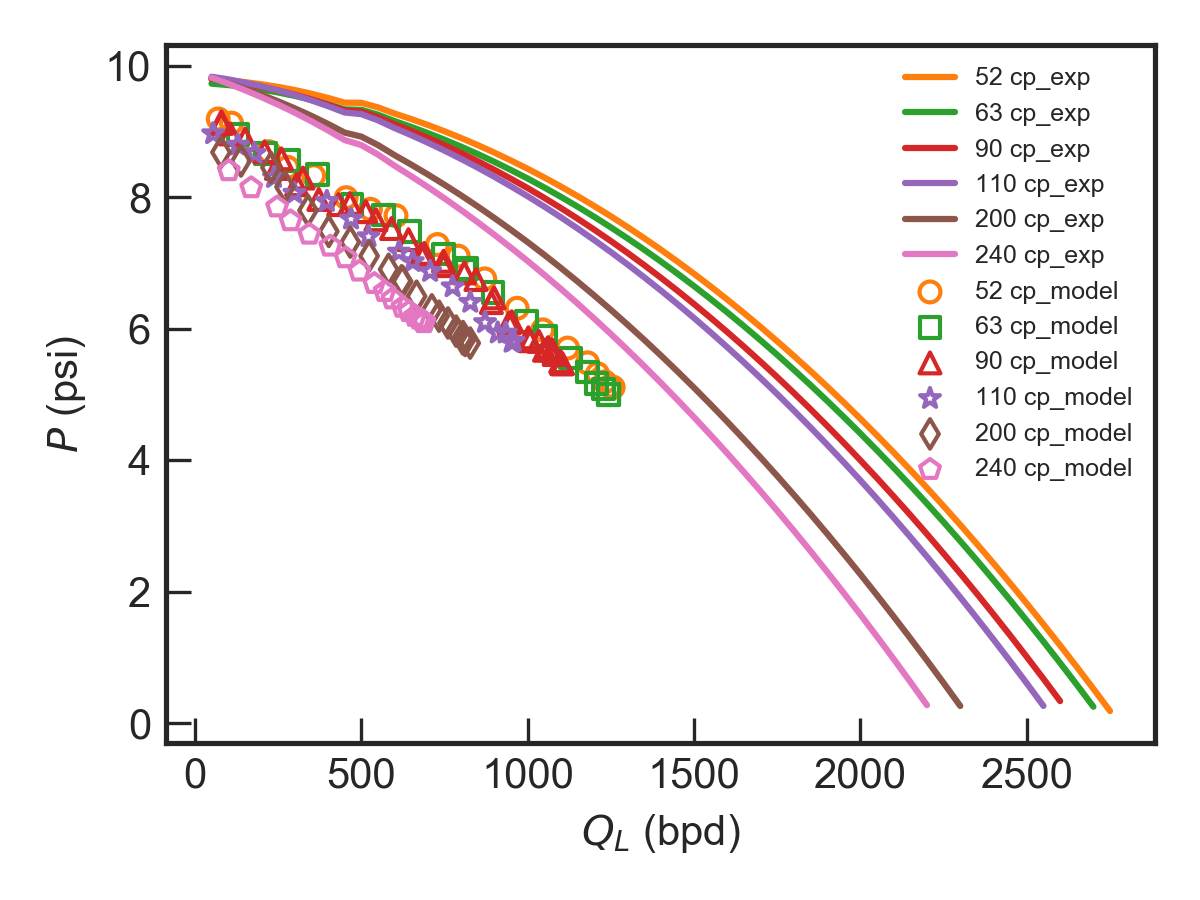 10
8
6
4
2
0
P (psi)
0 500 1000 1500 2000 2500
Q_L (bpd)
52 cp_exp
63 cp_exp
90 cp_exp
110 cp_exp
200 cp_exp
240 cp_exp
52 cp_model
63 cp_model
90 cp_model
110 cp_model
200 cp_model
240 cp_model